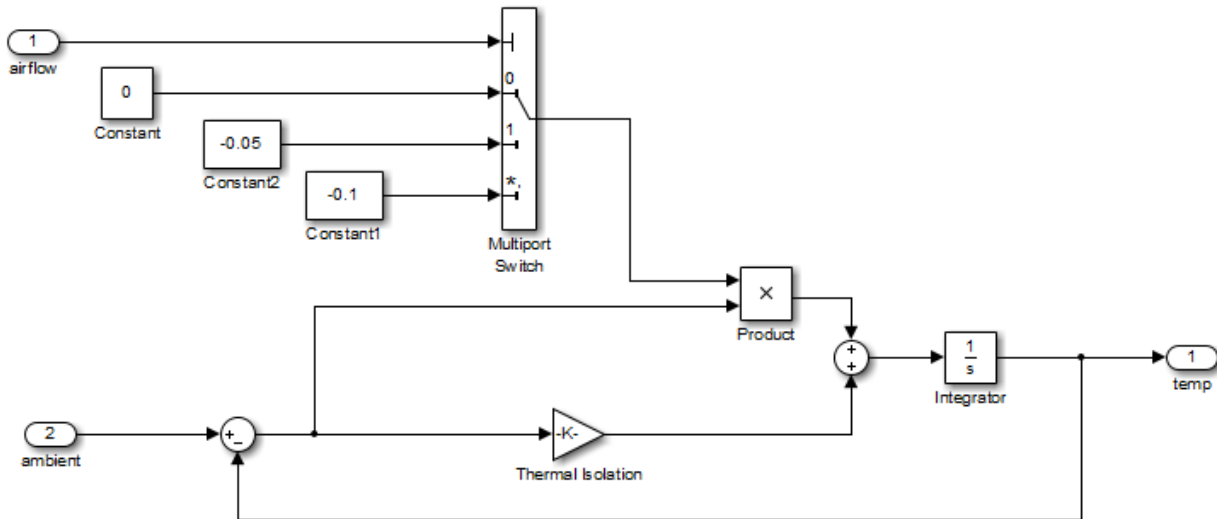 1
airflow
0
Constant
-0.05
Constant2
-0.1
Constant1
0
1
*,
Multiport
Switch
×
Product
+
+
1
s
Integrator
1
temp
2
ambient
+
−
-K-
Thermal Isolation